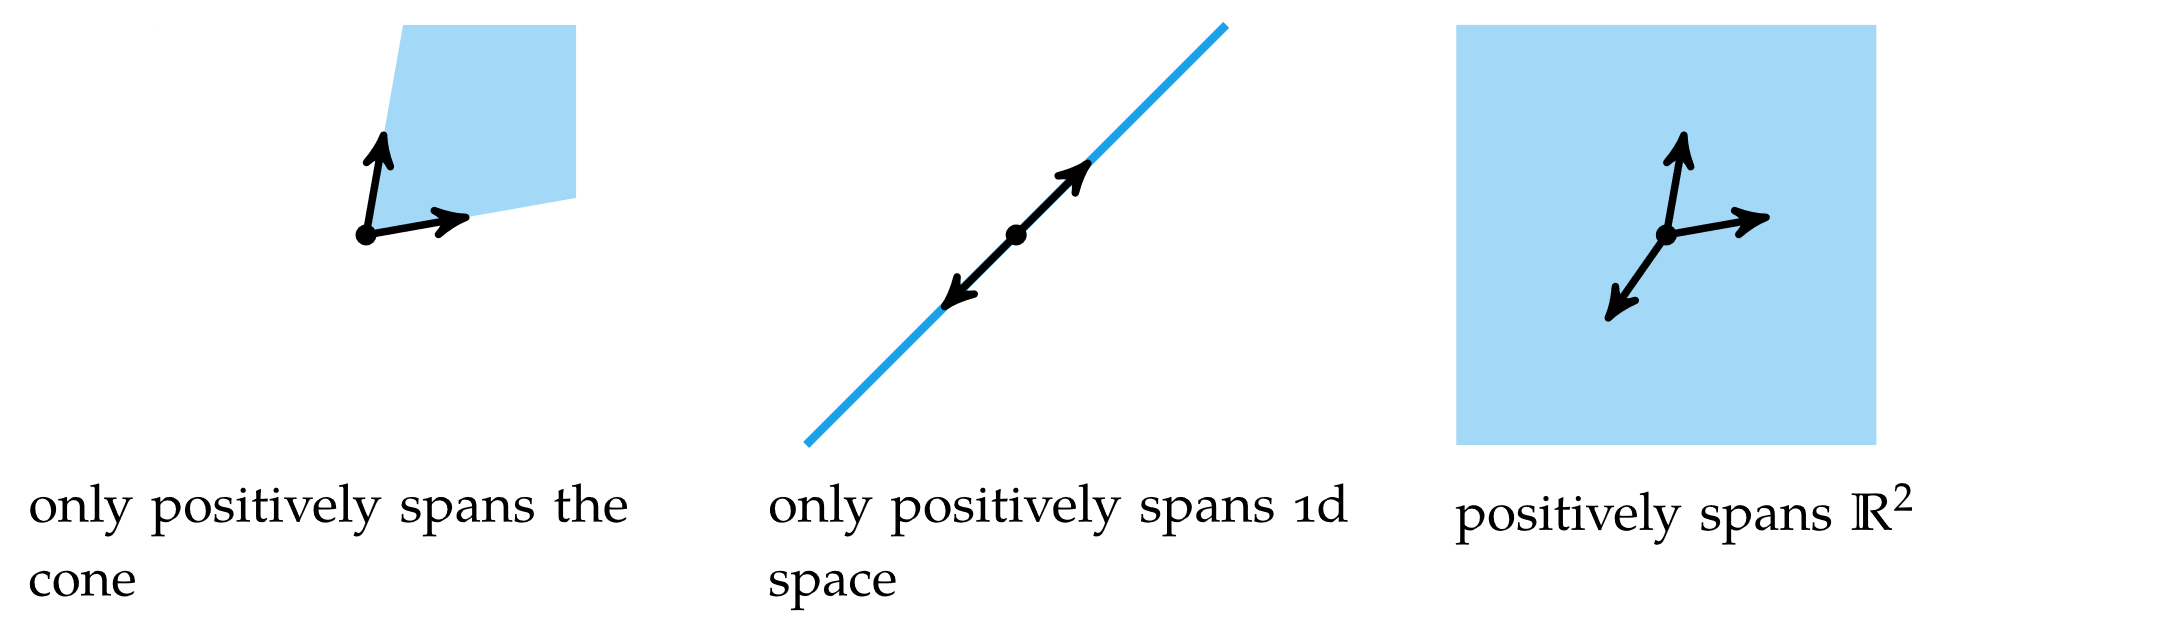 only positively spans the
cone
only positively spans 1d
space
positively spans ℝ²